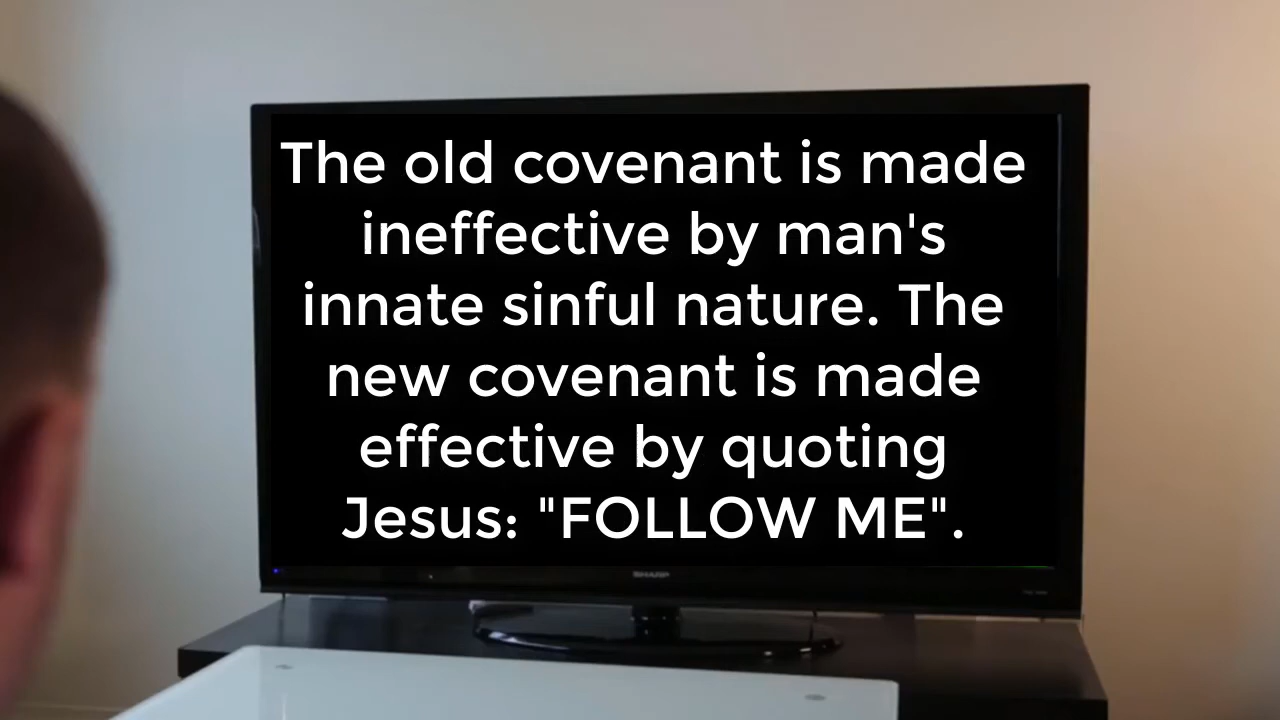 The old covenant is made
ineffective by man's
innate sinful nature. The
new covenant is made
effective by quoting
Jesus: "FOLLOW ME".
SHARP